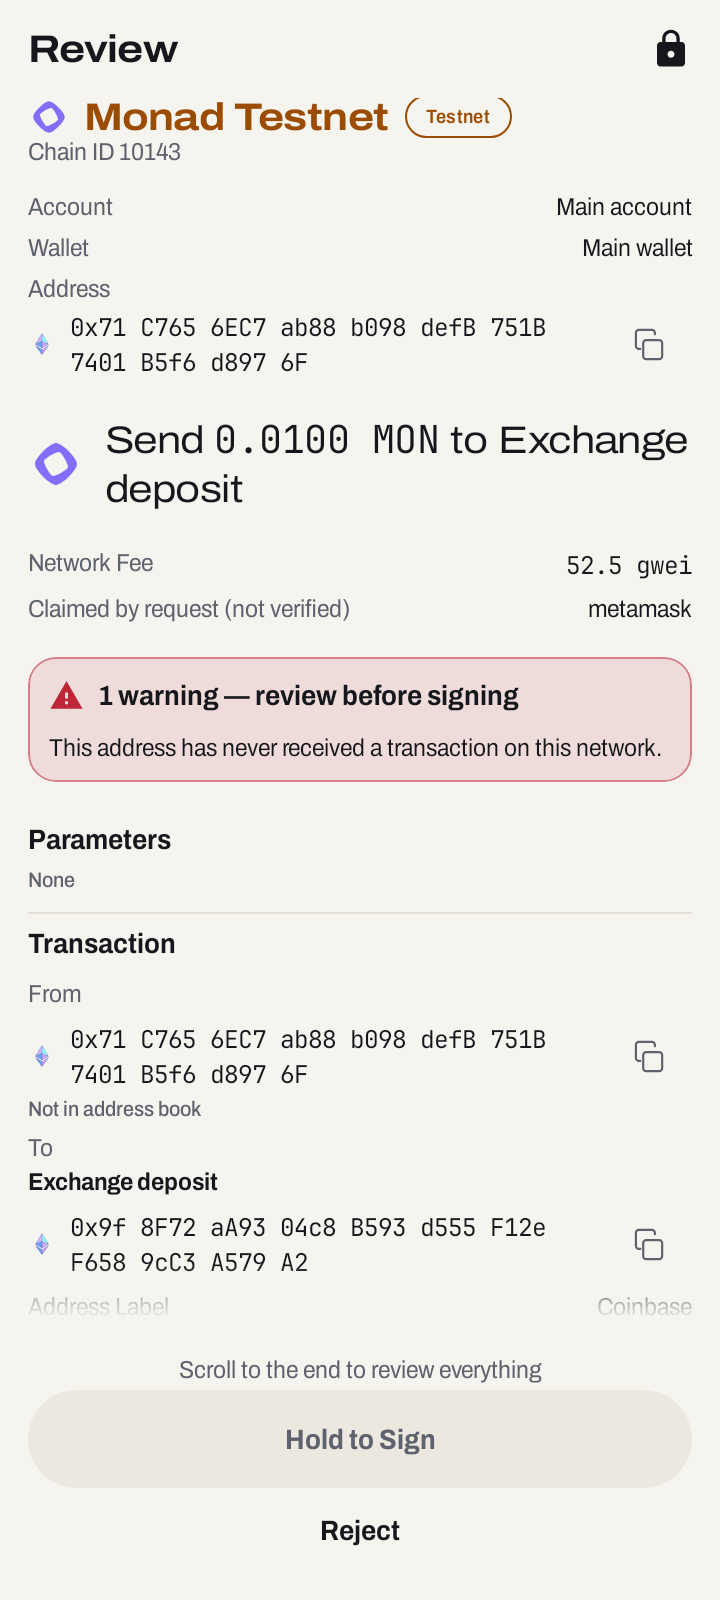 Review
Monad Testnet Testnet
Chain ID 10143
Account Main account
Wallet Main wallet
Address
0x71 C765 6EC7 ab88 b098 defB 751B
7401 B5f6 d897 6F
Send 0.0100 MON to Exchange
deposit
Network Fee 52.5 gwei
Claimed by request (not verified) metamask
1 warning — review before signing
This address has never received a transaction on this network.
Parameters
None
Transaction
From
0x71 C765 6EC7 ab88 b098 defB 751B
7401 B5f6 d897 6F
Not in address book
To
Exchange deposit
0x9f 8F72 aA93 04c8 B593 d555 F12e
F658 9cC3 A579 A2
Address Label Coinbase
Scroll to the end to review everything
Hold to Sign
Reject